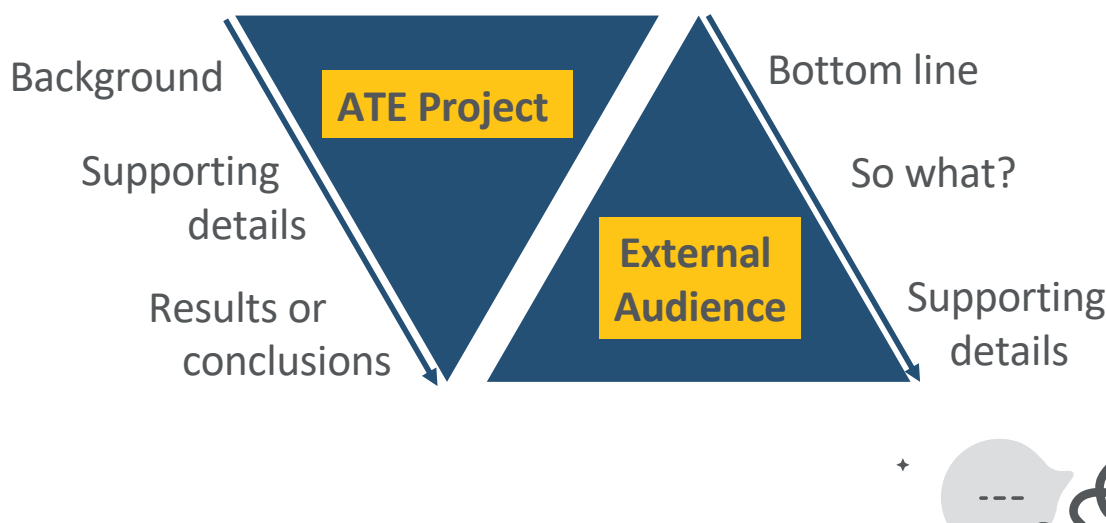 Background
ATE Project
Supporting
details
Results or
conclusions
Bottom line
So what?
External
Audience
Supporting
details